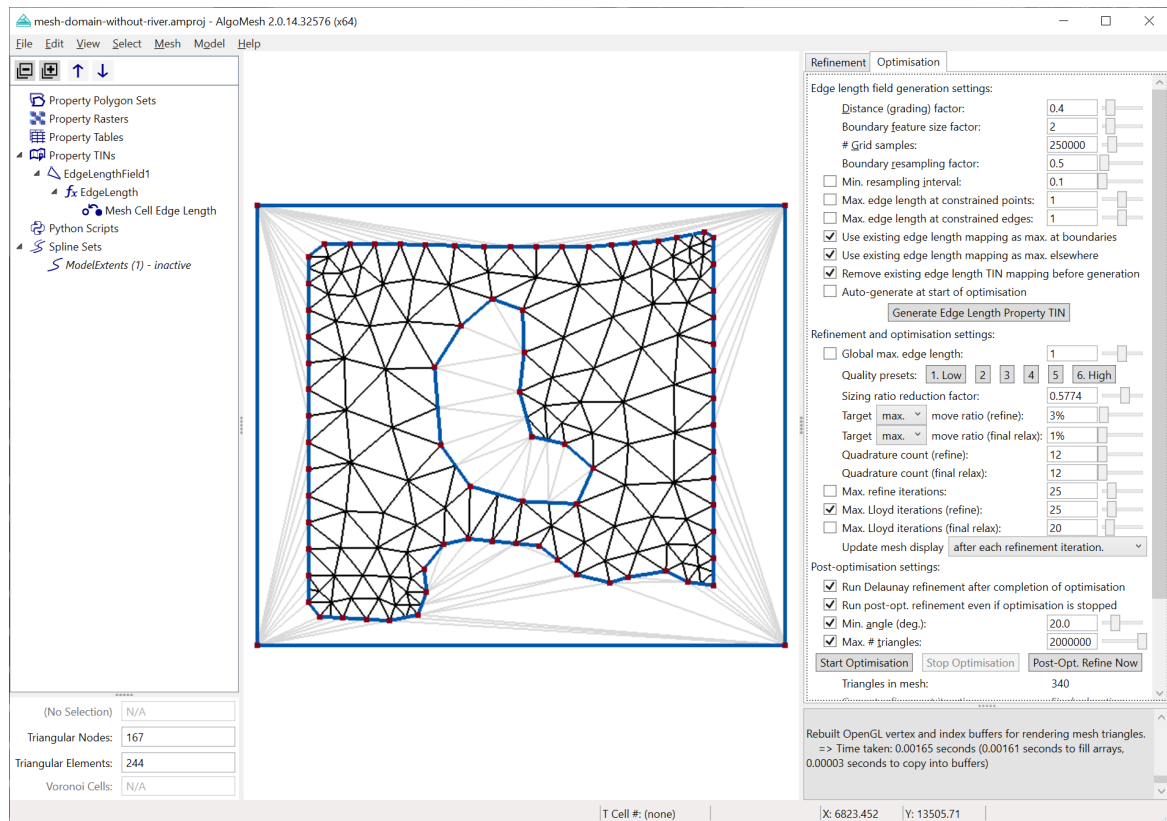 mesh-domain-without-river.amproj - AlgoMesh 2.0.14.32576 (x64)
File Edit View Select Mesh Model Help
Property Polygon Sets
Property Rasters
Property Tables
Property TINs
EdgeLengthField1
fx EdgeLength
Mesh Cell Edge Length
Python Scripts
Spline Sets
ModelExtents (1) - inactive
(No Selection) N/A
Triangular Nodes: 167
Triangular Elements: 244
Voronoi Cells: N/A
Refinement Optimisation
Edge length field generation settings:
Distance (grading) factor: 0.4
Boundary feature size factor: 2
# Grid samples: 250000
Boundary resampling factor: 0.5
Min. resampling interval: 0.1
Max. edge length at constrained points: 1
Max. edge length at constrained edges: 1
Use existing edge length mapping as max. at boundaries
Use existing edge length mapping as max. elsewhere
Remove existing edge length TIN mapping before generation
Auto-generate at start of optimisation
Generate Edge Length Property TIN
Refinement and optimisation settings:
Global max. edge length: 1
Quality presets: 1. Low 2 3 4 5 6. High
Sizing ratio reduction factor: 0.5774
Target max. move ratio (refine): 3%
Target max. move ratio (final relax): 1%
Quadrature count (refine): 12
Quadrature count (final relax): 12
Max. refine iterations: 25
Max. Lloyd iterations (refine): 25
Max. Lloyd iterations (final relax): 20
Update mesh display after each refinement iteration.
Post-optimisation settings:
Run Delaunay refinement after completion of optimisation
Run post-opt. refinement even if optimisation is stopped
Min. angle (deg.): 20.0
Max. # triangles: 2000000
Start Optimisation Stop Optimisation Post-Opt. Refine Now
Triangles in mesh: 340
Rebuilt OpenGL vertex and index buffers for rendering mesh triangles.
=> Time taken: 0.00165 seconds (0.00161 seconds to fill arrays,
0.00003 seconds to copy into buffers)
T Cell #: (none) X: 6823.452 Y: 13505.71